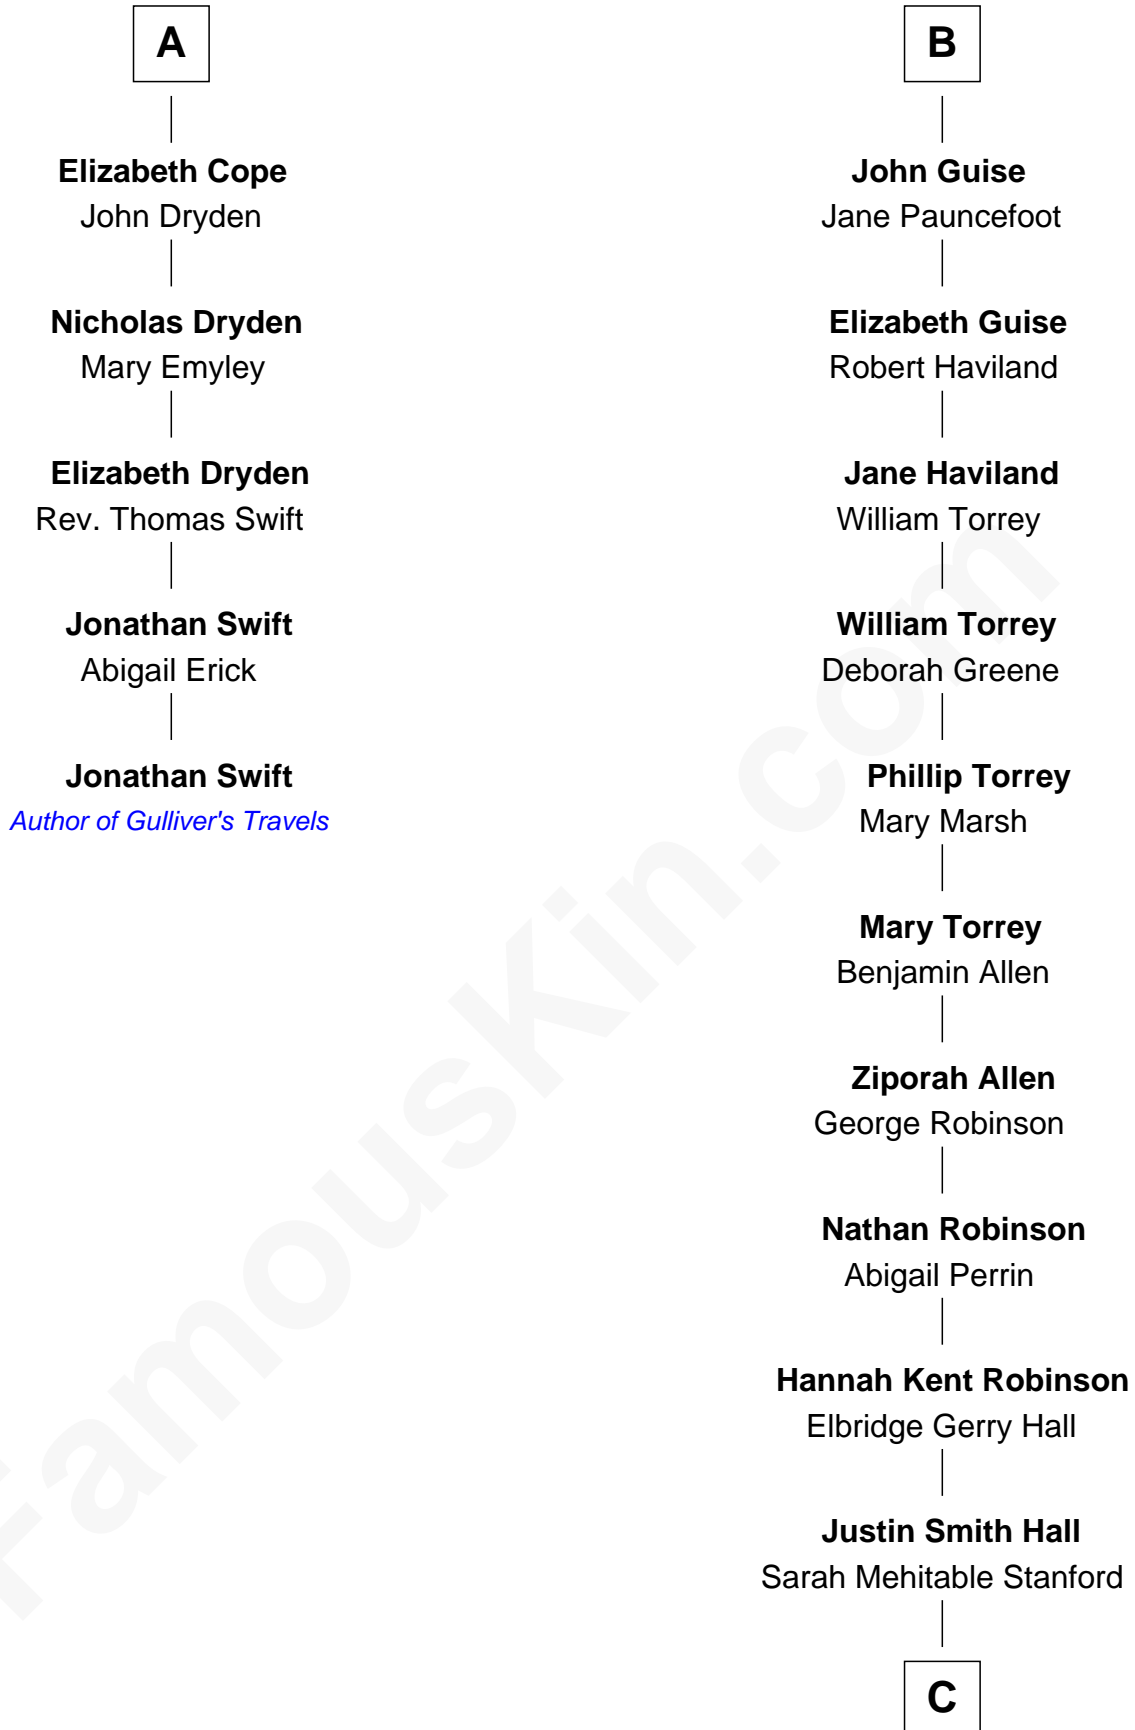 A
Elizabeth Cope
John Dryden
Nicholas Dryden
Mary Emyley
Elizabeth Dryden
Rev. Thomas Swift
Jonathan Swift
Abigail Erick
Jonathan Swift
Author of Gulliver's Travels
B
John Guise
Jane Pauncefoot
Elizabeth Guise
Robert Haviland
Jane Haviland
William Torrey
William Torrey
Deborah Greene
Phillip Torrey
Mary Marsh
Mary Torrey
Benjamin Allen
Ziporah Allen
George Robinson
Nathan Robinson
Abigail Perrin
Hannah Kent Robinson
Elbridge Gerry Hall
Justin Smith Hall
Sarah Mehitable Stanford
C
FamousKin.com